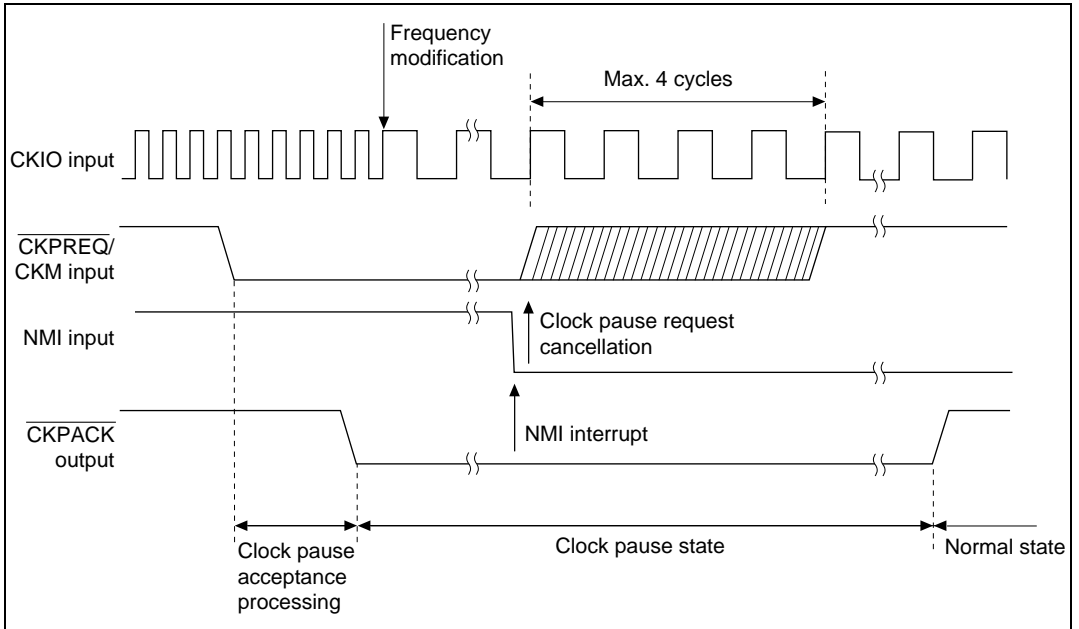 Frequency
modification
Max. 4 cycles
CKIO input
CKPREQ/
CKM input
NMI input
Clock pause request
cancellation
NMI interrupt
CKPACK
output
Clock pause
acceptance
processing
Clock pause state
Normal state